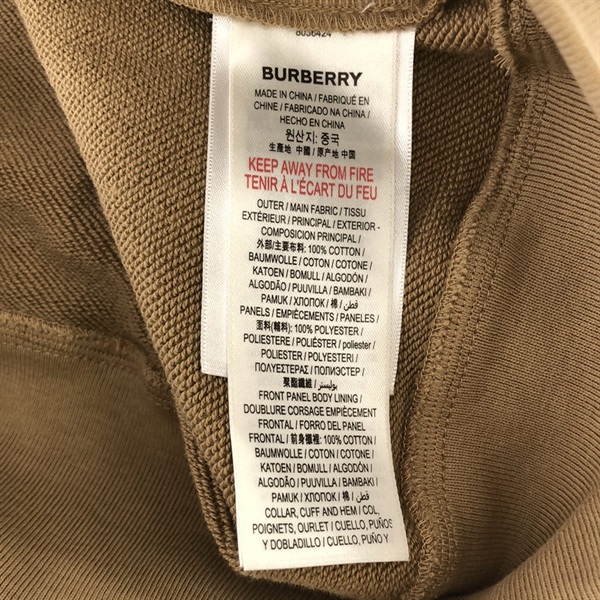 8036424
BURBERRY
MADE IN CHINA / FABRIQUÉ EN
CHINE / FABRICADO NA CHINA /
HECHO EN CHINA
원산지: 중국
生產地 中國 / 原产地 中国
KEEP AWAY FROM FIRE
TENIR À L'ÉCART DU FEU
OUTER / MAIN FABRIC / TISSU
EXTÉRIEUR / PRINCIPAL / EXTERIOR -
COMPOSICION PRINCIPAL /
外部/主要布料: 100% COTTON /
BAUMWOLLE / COTON / COTONE /
KATOEN / BOMULL / ALGODÓN /
ALGODÃO / PUUVILLA / BAMBAKI /
PAMUK / ХЛОПОК / 棉 / قطن /
PANELS / EMPIÈCEMENTS / PANELES /
面料(輔料): 100% POLYESTER /
POLIESTERE / POLIÉSTER / poliester /
POLYESTER / POLIESTER /
ΠΟΛΥΕΣΤΕΡΑΣ / ПОЛИЭСТЕР /
聚酯纖維 / بوليستر
FRONT PANEL BODY LINING /
DOUBLURE CORSAGE EMPIÈCEMENT
FRONTAL / FORRO DEL PANEL
FRONTAL / 前身襯裡: 100% COTTON /
BAUMWOLLE / COTON / COTONE /
KATOEN / BOMULL / ALGODÓN /
ALGODÃO / PUUVILLA / BAMBAKI /
PAMUK / ХЛОПОК / 棉 / قطن /
COLLAR, CUFF AND HEM / COL,
POIGNETS, OURLET / CUELLO, PUÑOS
Y DOBLADILLO / CUELLO, PUÑOS